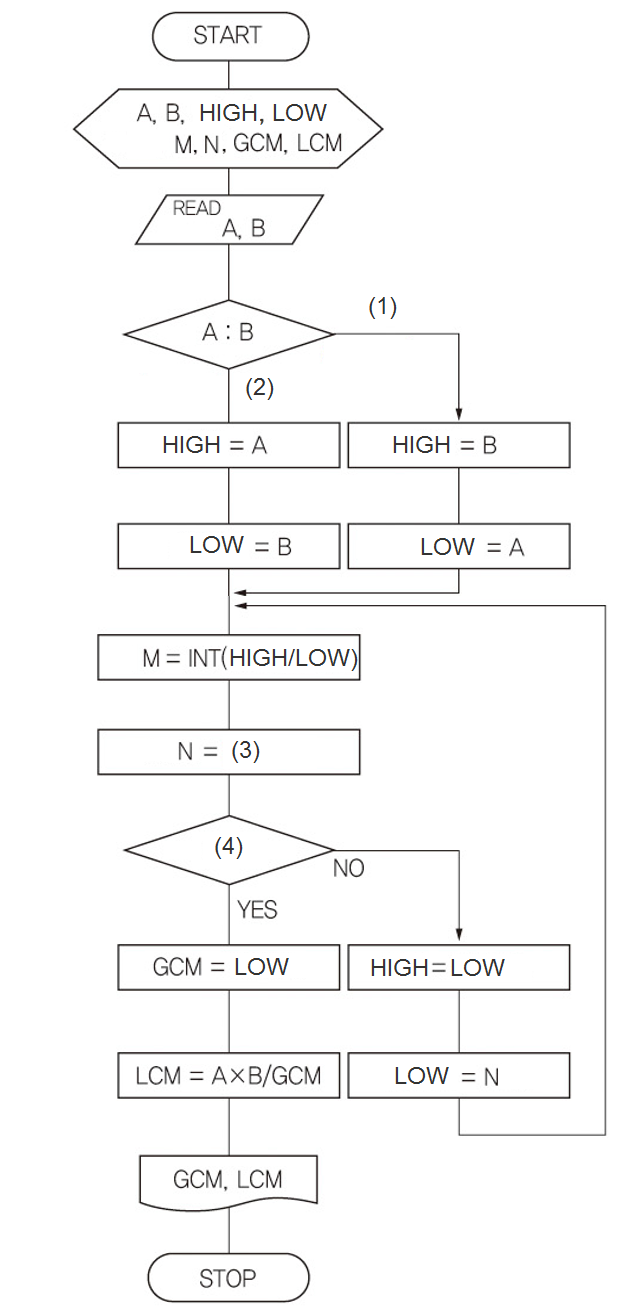 START
A, B, HIGH, LOW
M, N, GCM, LCM
READ
A, B
A : B
(1)
(2)
HIGH = A
HIGH = B
LOW = B
LOW = A
M = INT(HIGH/LOW)
N = (3)
(4)
NO
YES
GCM = LOW
HIGH=LOW
LCM = A×B/GCM
LOW = N
GCM, LCM
STOP